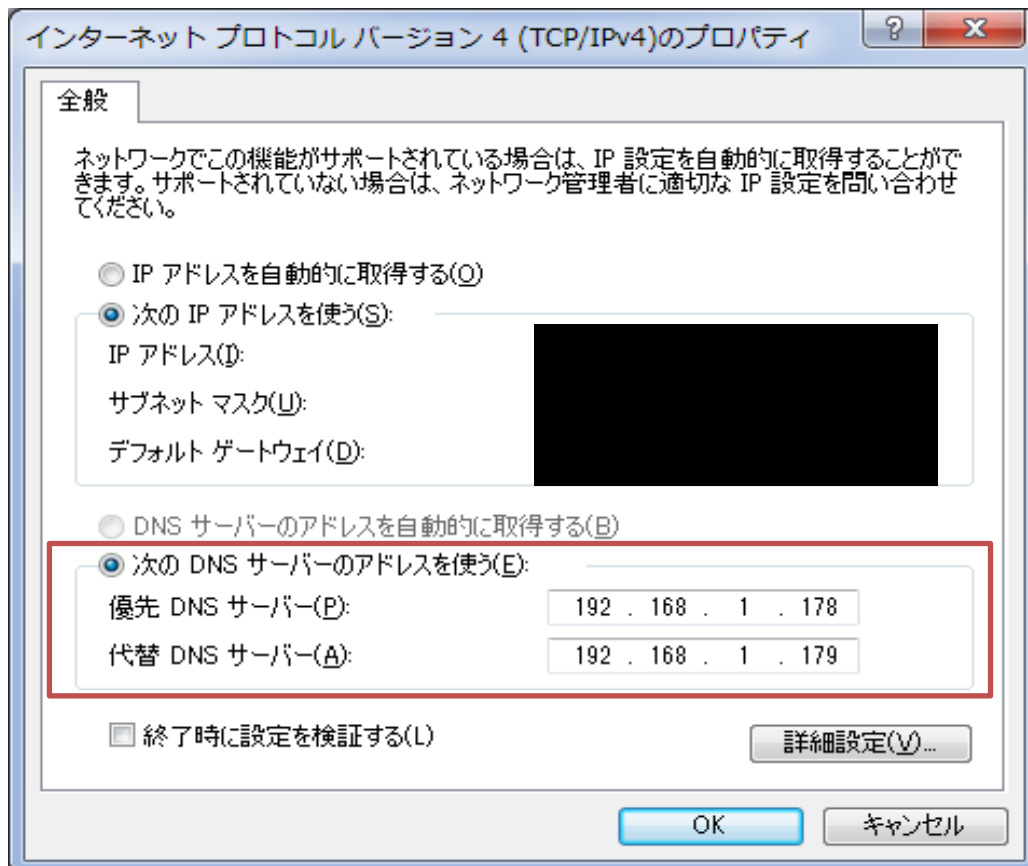 インターネット プロトコル バージョン 4 (TCP/IPv4)のプロパティ
?
X
全般
ネットワークでこの機能がサポートされている場合は、IP 設定を自動的に取得することがで
きます。サポートされていない場合は、ネットワーク管理者に適切な IP 設定を問い合わせ
てください。
IP アドレスを自動的に取得する(O)
次の IP アドレスを使う(S):
IP アドレス(I):
サブネット マスク(U):
デフォルト ゲートウェイ(D):
DNS サーバーのアドレスを自動的に取得する(B)
次の DNS サーバーのアドレスを使う(E):
優先 DNS サーバー(P): 192 . 168 . 1 . 178
代替 DNS サーバー(A): 192 . 168 . 1 . 179
終了時に設定を検証する(L)
詳細設定(V)...
OK キャンセル